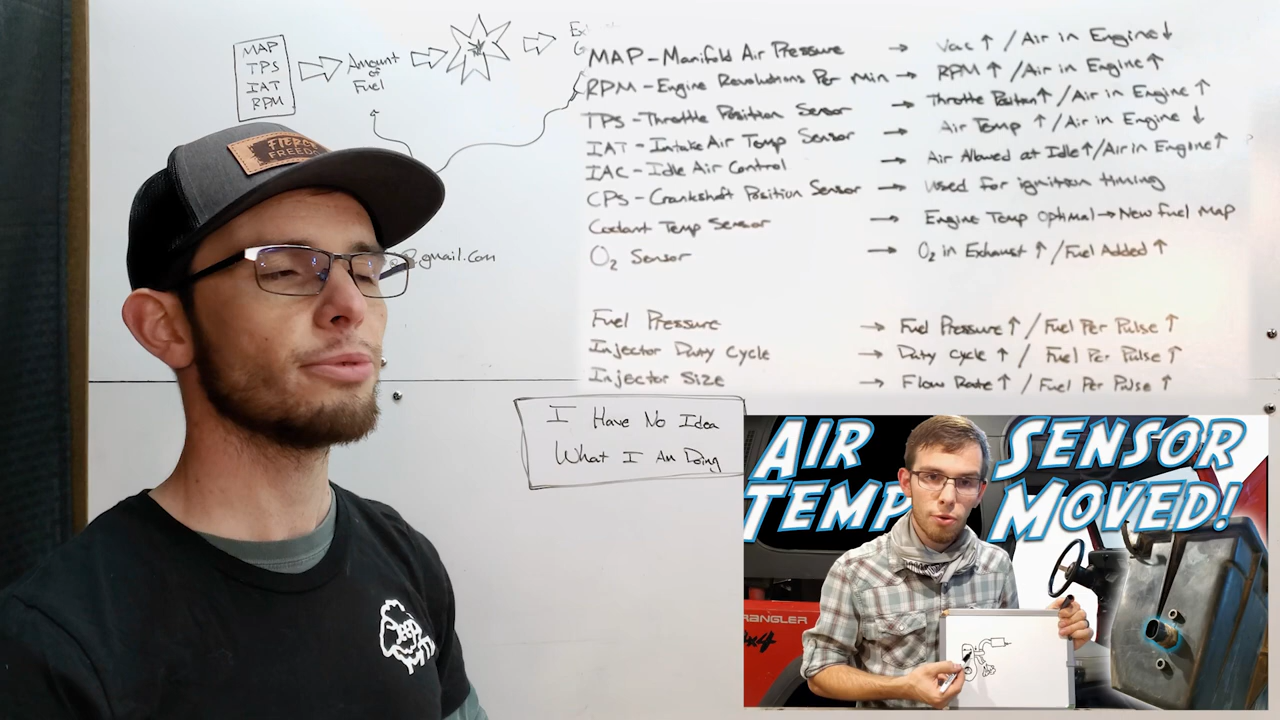 MAP
TPS
IAT
RPM
Amount
of
Fuel
MAP - Manifold Air Pressure → Vac ↑ / Air in Engine ↓
RPM - Engine Revolutions Per Min → RPM ↑ / Air in Engine ↑
TPS - Throttle Position Sensor → Throttle Position ↑ / Air in Engine ↑
IAT - Intake Air Temp Sensor → Air Temp ↑ / Air in Engine ↓
IAC - Idle Air Control → Air Allowed at Idle ↑ / Air in Engine ↑
CPS - Crankshaft Position Sensor → Used for ignition timing
Coolant Temp Sensor → Engine Temp Optimal → New Fuel Map
O₂ Sensor → O₂ in Exhaust ↑ / Fuel Added ↑
Fuel Pressure → Fuel Pressure ↑ / Fuel Per Pulse ↑
Injector Duty Cycle → Duty Cycle ↑ / Fuel Per Pulse ↑
Injector Size → Flow Rate ↑ / Fuel Per Pulse ↑
@gmail.com
FIERCE
FREEDO
I Have No Idea
What I Am Doing
Jeep
AIR SENSOR
TEMP MOVED!
RANGLER
4x4